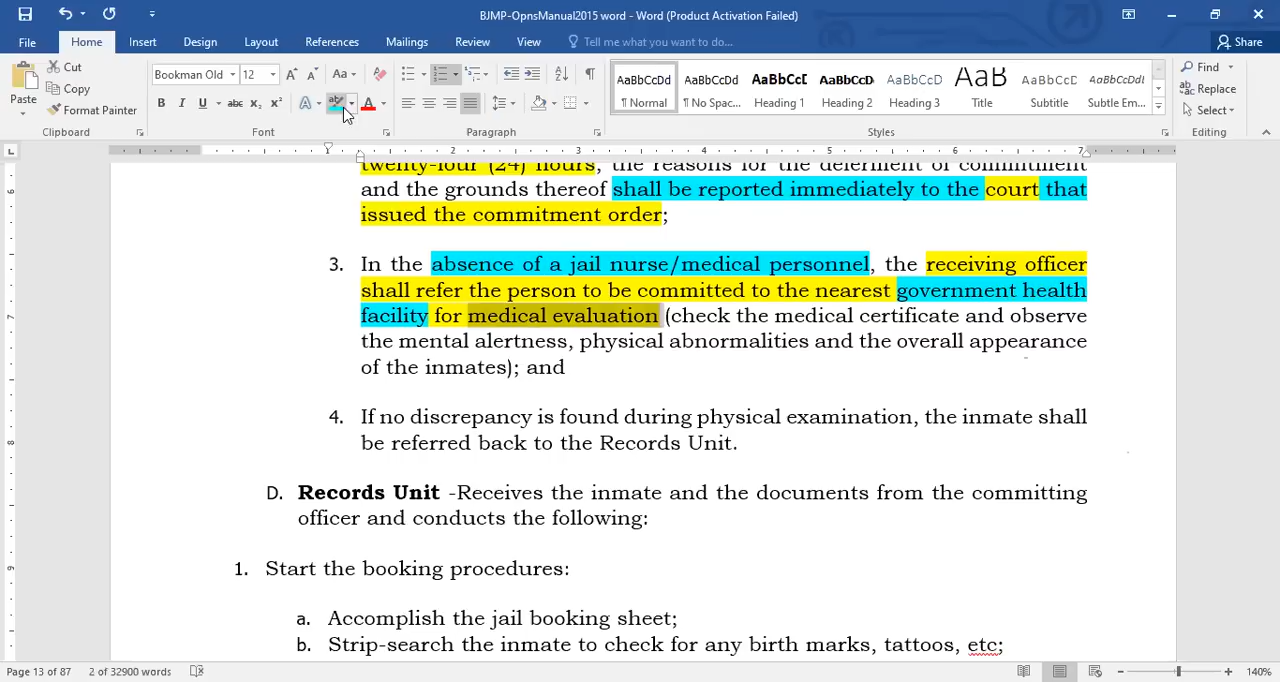 BJMP-OpnsManual2015 word - Word (Product Activation Failed)
File Home Insert Design Layout References Mailings Review View Tell me what you want to do... Share
Paste Cut Copy Format Painter
Bookman Old 12
AaBbCcDd AaBbCcDd AaBbCc AaBbCcDd AaBbCcDd AaB AaBbCcD AaBbCcDd
¶ Normal ¶ No Spac... Heading 1 Heading 2 Heading 3 Title Subtitle Subtle Em...
Find Replace Select
Clipboard Font Paragraph Styles Editing
2 3 4 5 6 7
twenty-four (24) hours, the reasons for the deferment of commitment
and the grounds thereof shall be reported immediately to the court that
issued the commitment order;
3. In the absence of a jail nurse/medical personnel, the receiving officer
shall refer the person to be committed to the nearest government health
facility for medical evaluation (check the medical certificate and observe
the mental alertness, physical abnormalities and the overall appearance
of the inmates); and
4. If no discrepancy is found during physical examination, the inmate shall
be referred back to the Records Unit.
D. Records Unit -Receives the inmate and the documents from the committing
officer and conducts the following:
1. Start the booking procedures:
a. Accomplish the jail booking sheet;
b. Strip-search the inmate to check for any birth marks, tattoos, etc;
Page 13 of 87 2 of 32900 words 140%